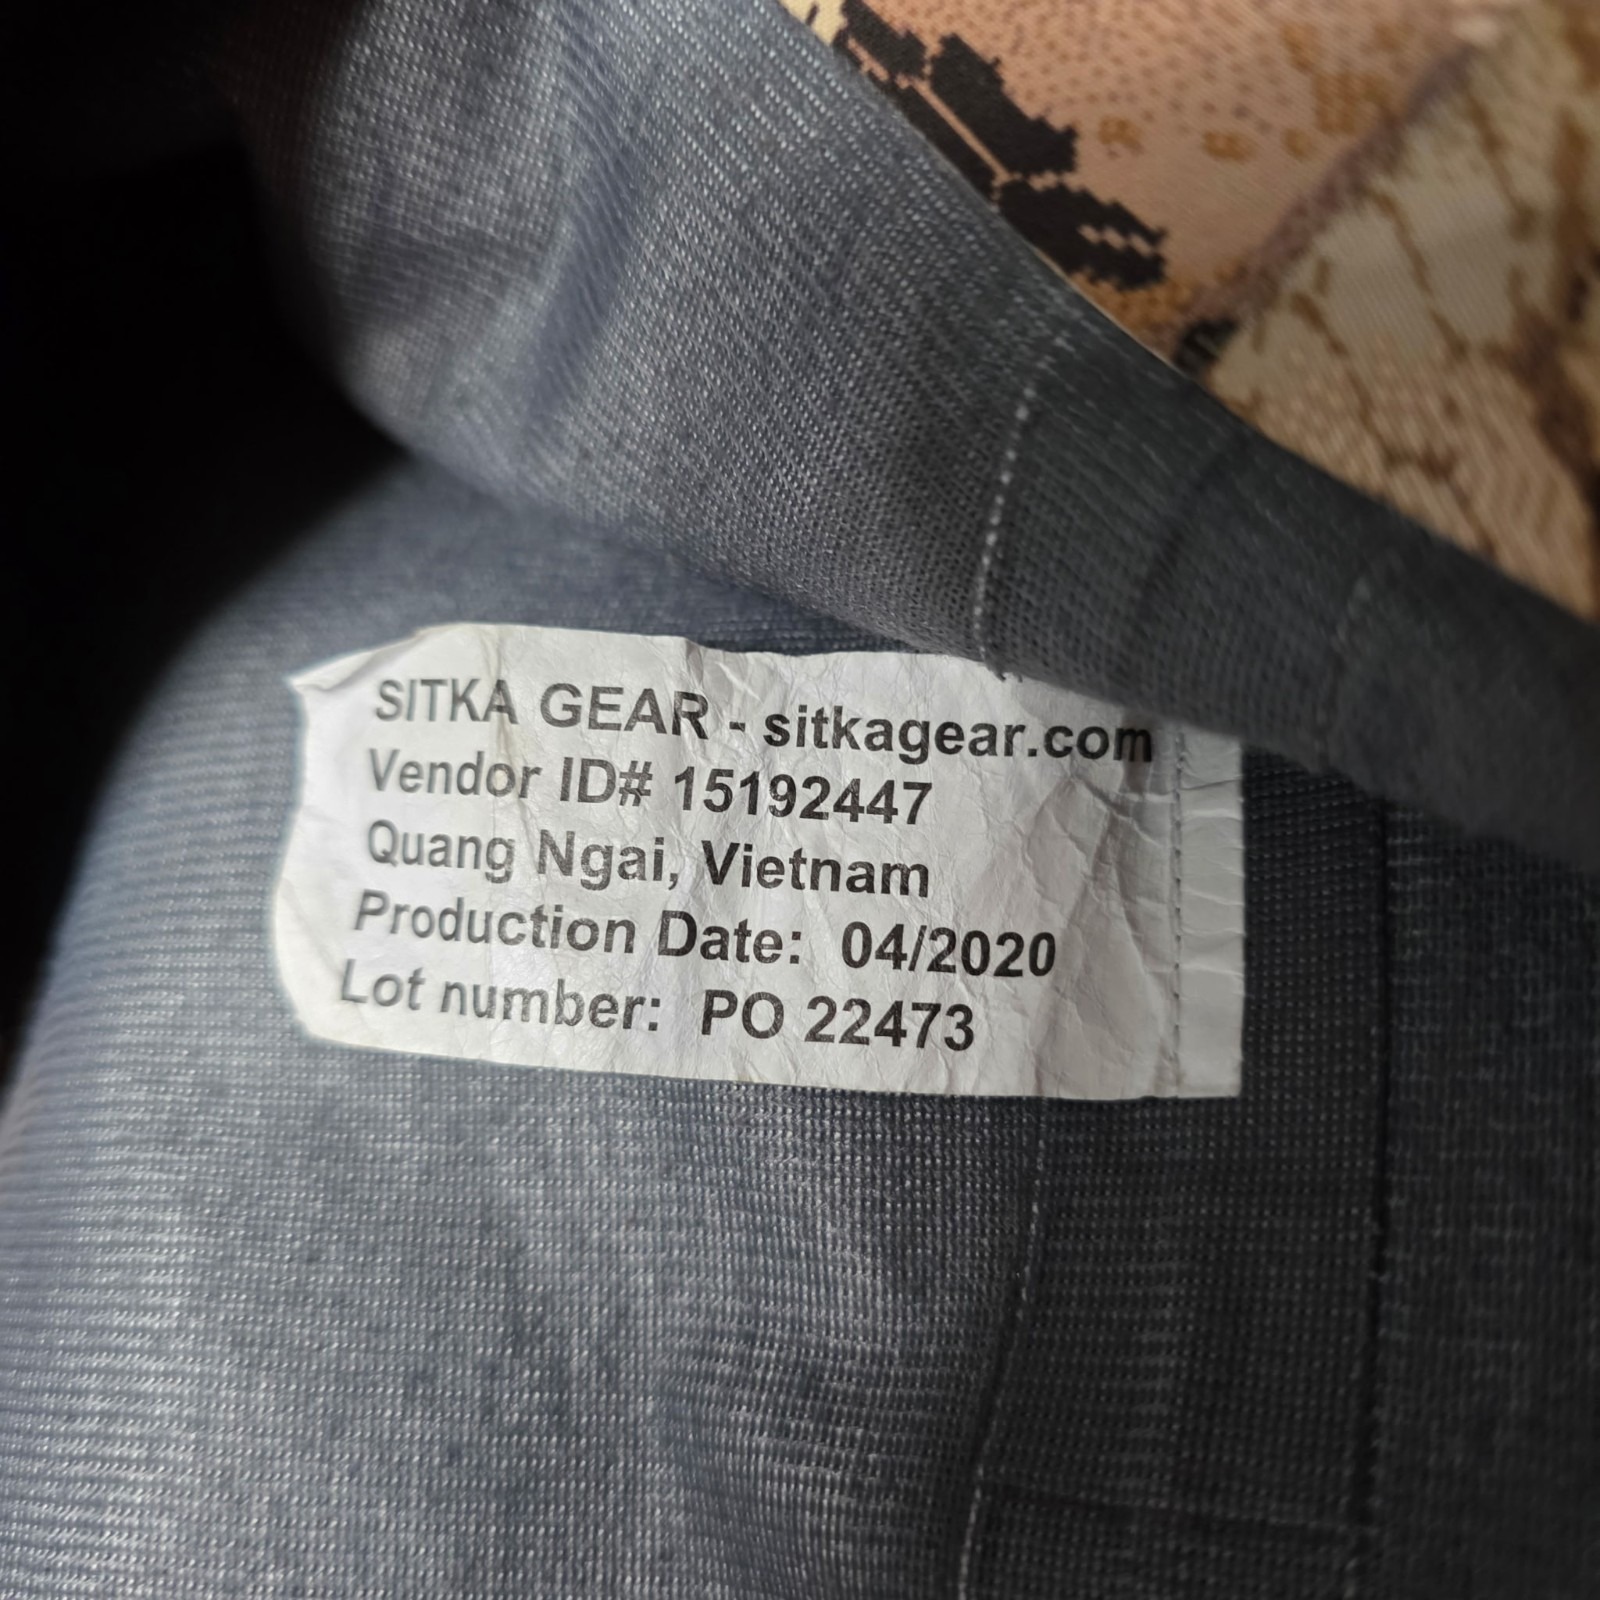 SITKA GEAR - sitkagear.com
Vendor ID# 15192447
Quang Ngai, Vietnam
Production Date: 04/2020
Lot number: PO 22473